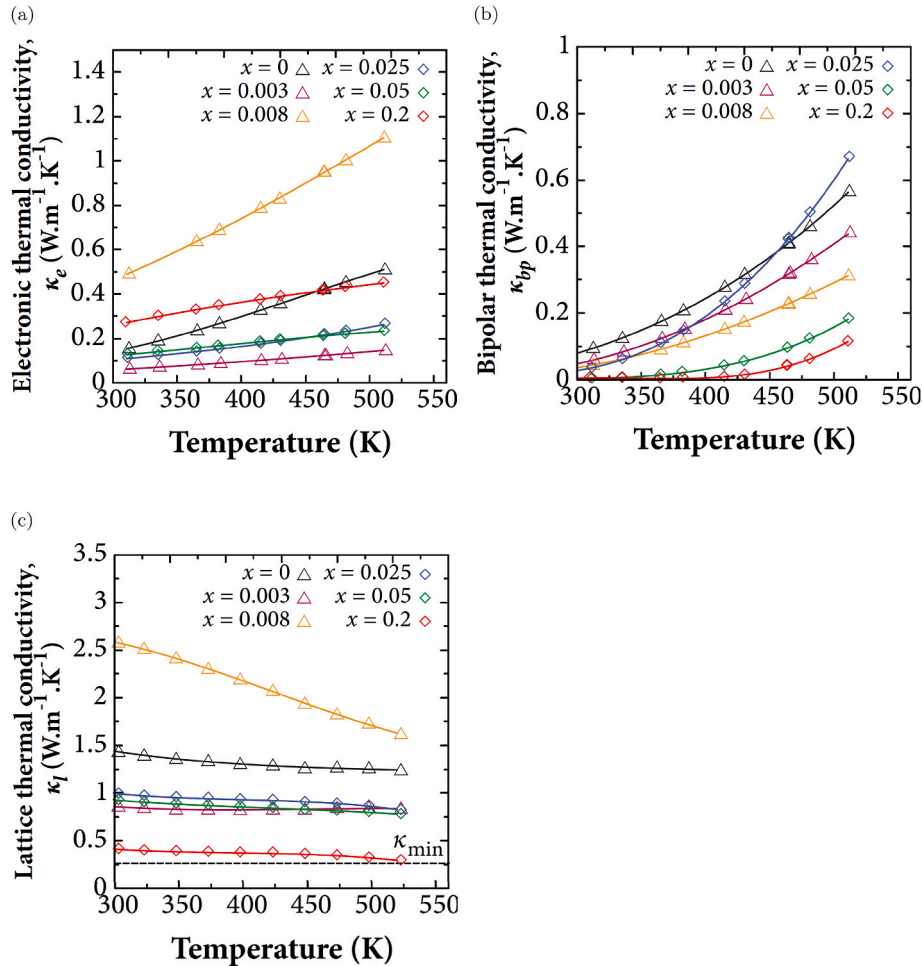 (a)
Electronic thermal conductivity,
κe (W.m-1.K-1)
1.4
1.2
1
0.8
0.6
0.4
0.2
0
x = 0
x = 0.003
x = 0.008
x = 0.025
x = 0.05
x = 0.2
300 350 400 450 500 550
Temperature (K)
(b)
Bipolar thermal conductivity,
κbp (W.m-1.K-1)
1
0.8
0.6
0.4
0.2
0
x = 0
x = 0.003
x = 0.008
x = 0.025
x = 0.05
x = 0.2
300 350 400 450 500 550
Temperature (K)
(c)
Lattice thermal conductivity,
κl (W.m-1.K-1)
3.5
3
2.5
2
1.5
1
0.5
0
x = 0
x = 0.003
x = 0.008
x = 0.025
x = 0.05
x = 0.2
κmin
300 350 400 450 500 550
Temperature (K)